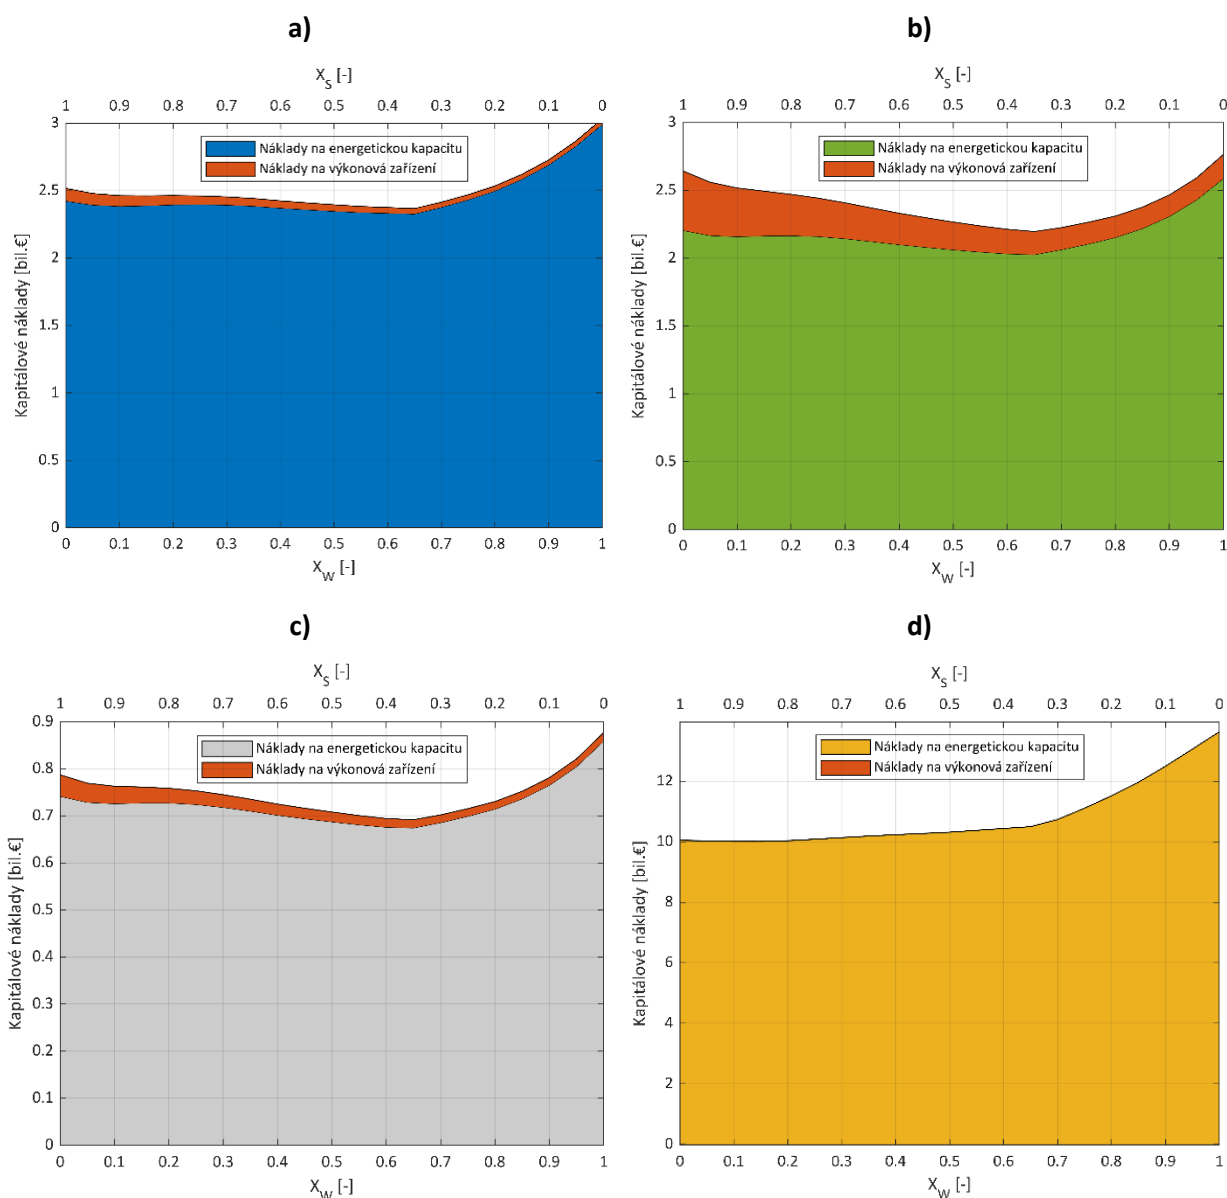 a)
X_S [-]
1 0.9 0.8 0.7 0.6 0.5 0.4 0.3 0.2 0.1 0
Náklady na energetickou kapacitu
Náklady na výkonová zařízení
Kapitálové náklady [bil.€]
3
2.5
2
1.5
1
0.5
0
0 0.1 0.2 0.3 0.4 0.5 0.6 0.7 0.8 0.9 1
X_W [-]
b)
X_S [-]
1 0.9 0.8 0.7 0.6 0.5 0.4 0.3 0.2 0.1 0
Náklady na energetickou kapacitu
Náklady na výkonová zařízení
Kapitálové náklady [bil.€]
3
2.5
2
1.5
1
0.5
0
0 0.1 0.2 0.3 0.4 0.5 0.6 0.7 0.8 0.9 1
X_W [-]
c)
X_S [-]
1 0.9 0.8 0.7 0.6 0.5 0.4 0.3 0.2 0.1 0
Náklady na energetickou kapacitu
Náklady na výkonová zařízení
Kapitálové náklady [bil.€]
0.9
0.8
0.7
0.6
0.5
0.4
0.3
0.2
0.1
0
0 0.1 0.2 0.3 0.4 0.5 0.6 0.7 0.8 0.9 1
X_W [-]
d)
X_S [-]
1 0.9 0.8 0.7 0.6 0.5 0.4 0.3 0.2 0.1 0
Náklady na energetickou kapacitu
Náklady na výkonová zařízení
Kapitálové náklady [bil.€]
12
10
8
6
4
2
0
0 0.1 0.2 0.3 0.4 0.5 0.6 0.7 0.8 0.9 1
X_W [-]